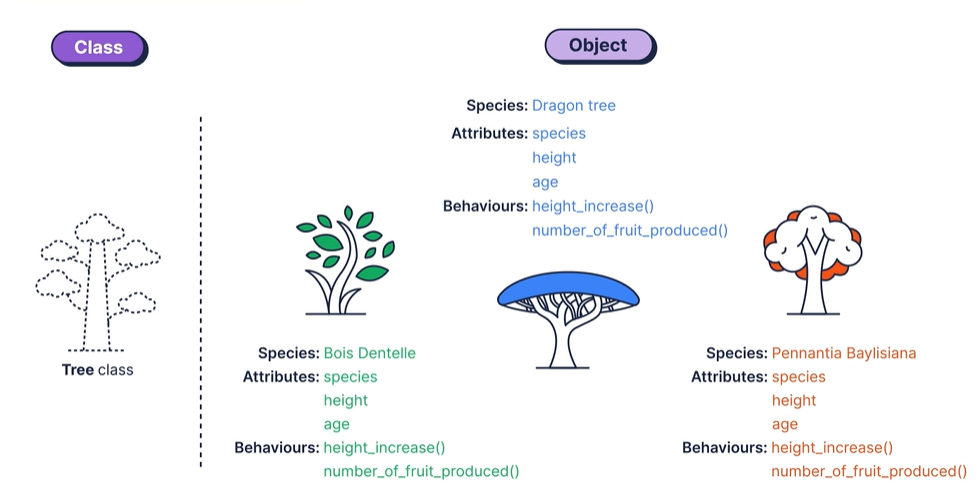 Class
Object
Species: Dragon tree
Attributes: species
height
age
Behaviours: height_increase()
number_of_fruit_produced()
Tree class
Species: Bois Dentelle
Attributes: species
height
age
Behaviours: height_increase()
number_of_fruit_produced()
Species: Pennantia Baylisiana
Attributes: species
height
age
Behaviours: height_increase()
number_of_fruit_produced()